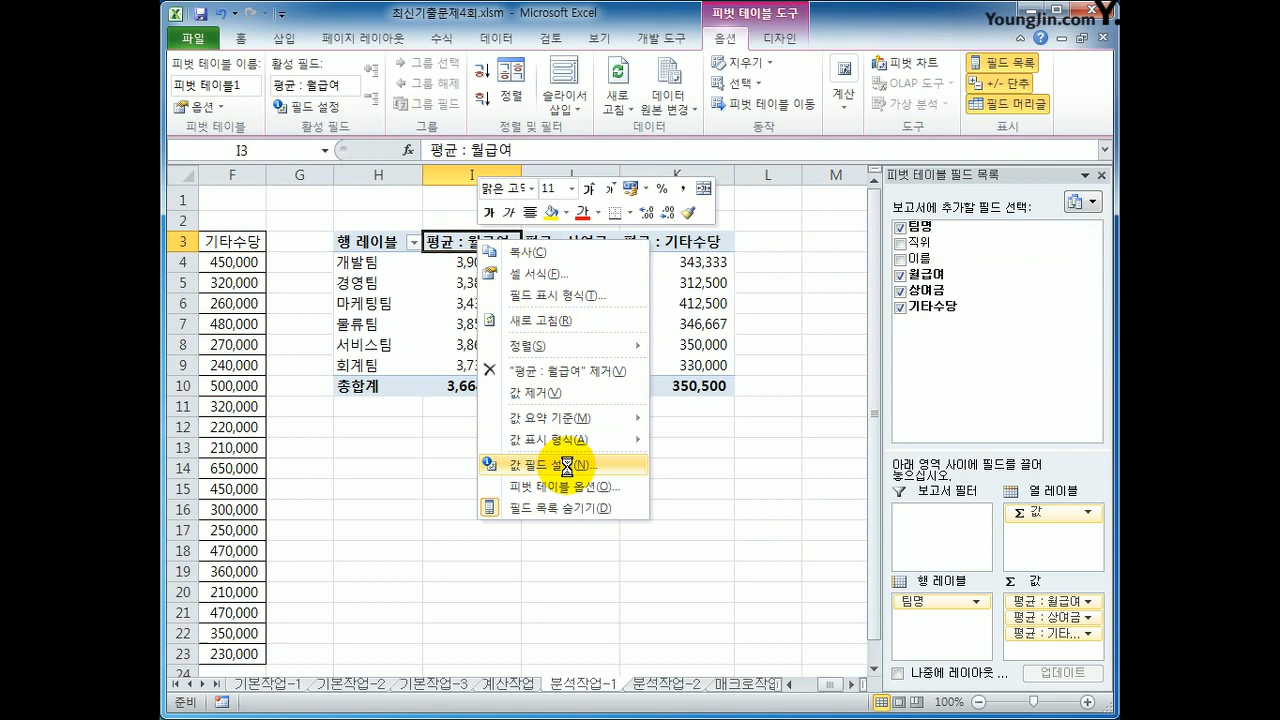 최신기출문제4회.xlsm - Microsoft Excel
피벗 테이블 도구
YoungJin.com Y.
파일 홈 삽입 페이지 레이아웃 수식 데이터 검토 보기 개발 도구 옵션 디자인
피벗 테이블 이름:
피벗 테이블1
옵션
피벗 테이블
활성 필드:
평균 : 월급여
필드 설정
활성 필드
그룹 선택
그룹 해제
그룹 필드
그룹
정렬
슬라이서
삽입
정렬 및 필터
새로
고침
데이터
원본 변경
데이터
지우기
선택
피벗 테이블 이동
동작
계산
피벗 차트
OLAP 도구
가상 분석
도구
필드 목록
+/- 단추
필드 머리글
표시
I3
fx
평균 : 월급여
F G H I K L M
맑은 고딕 11
1
2
3 기타수당 행 레이블 평균 : 월급여 : 기타수당
4 450,000 개발팀 343,333
5 320,000 경영팀 312,500
6 260,000 마케팅팀 412,500
7 480,000 물류팀 346,667
8 270,000 서비스팀 350,000
9 240,000 회계팀 330,000
10 500,000 총합계 350,500
11 320,000
12 220,000
13 210,000
14 650,000
15 450,000
16 300,000
17 250,000
18 470,000
19 360,000
20 210,000
21 470,000
22 350,000
23 230,000
24
복사(C)
셀 서식(F)...
필드 표시 형식(T)...
새로 고침(R)
정렬(S)
"평균 : 월급여" 제거(V)
값 제거(V)
값 요약 기준(M)
값 표시 형식(A)
값 필드 설정(N)...
피벗 테이블 옵션(O)...
필드 목록 숨기기(D)
피벗 테이블 필드 목록
보고서에 추가할 필드 선택:
팀명
직위
이름
월급여
상여금
기타수당
아래 영역 사이에 필드를 끌어
놓으십시오.
보고서 필터
열 레이블
Σ 값
행 레이블
Σ 값
팀명
평균 : 월급여
평균 : 상여금
평균 : 기타...
나중에 레이아웃 ...
업데이트
기본작업-1 기본작업-2 기본작업-3 계산작업 분석작업-1 분석작업-2 매크로작업
준비
100%